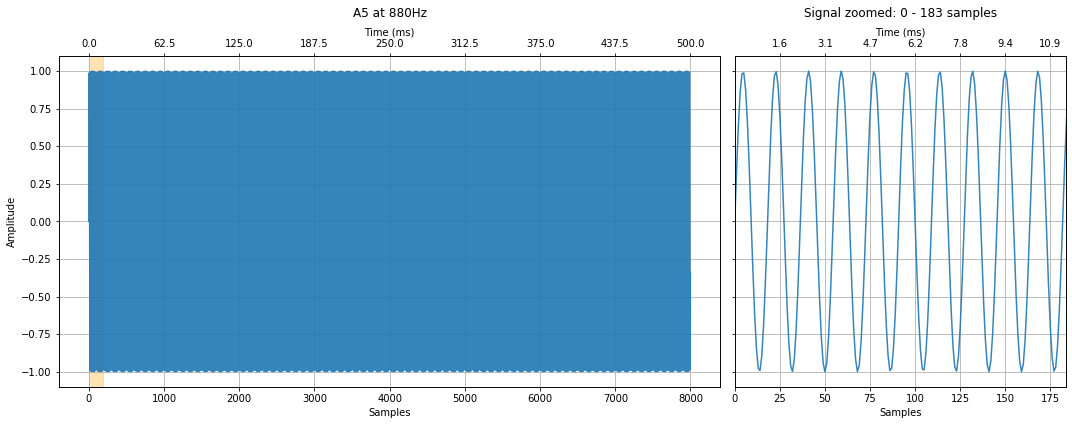 A5 at 880Hz
Time (ms)
0.0 62.5 125.0 187.5 250.0 312.5 375.0 437.5 500.0
1.00
0.75
0.50
0.25
0.00
−0.25
−0.50
−0.75
−1.00
Amplitude
0 1000 2000 3000 4000 5000 6000 7000 8000
Samples
Signal zoomed: 0 - 183 samples
Time (ms)
1.6 3.1 4.7 6.2 7.8 9.4 10.9
0 25 50 75 100 125 150 175
Samples